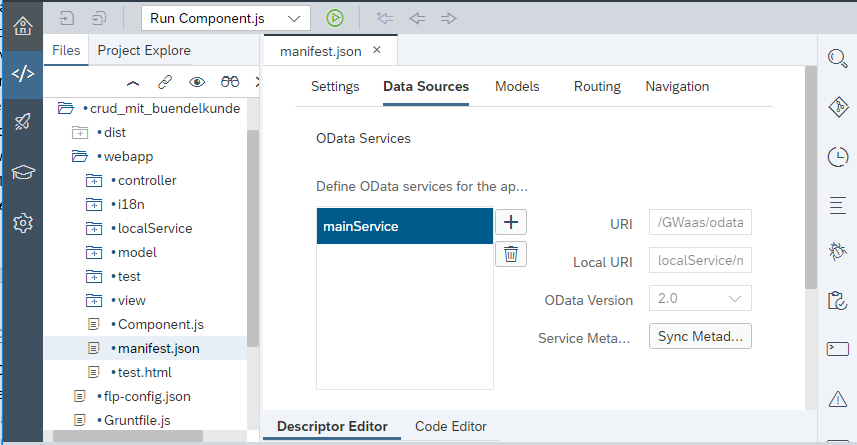 Run Component.js
Files Project Explore
crud_mit_buendelkunde
dist
webapp
controller
i18n
localService
model
test
view
Component.js
manifest.json
test.html
flp-config.json
Gruntfile.js
manifest.json
Settings Data Sources Models Routing Navigation
OData Services
Define OData services for the ap...
mainService
URI /GWaas/odata
Local URI localService/n
OData Version 2.0
Service Meta... Sync Metad...
Descriptor Editor Code Editor